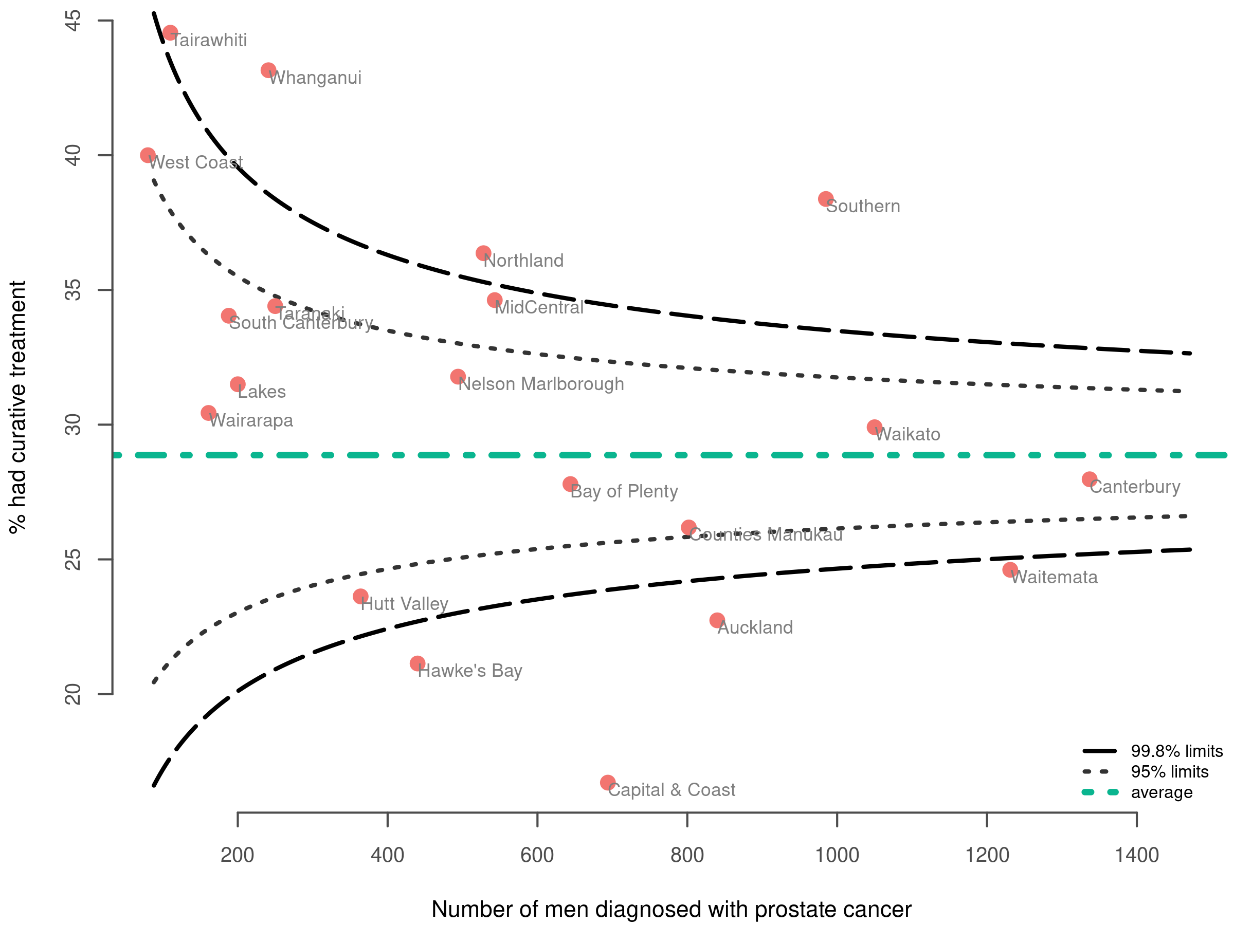 45
Tairawhiti
Whanganui
40
West Coast
Southern
Northland
35
MidCentral
Taranaki
South Canterbury
Nelson Marlborough
Lakes
Wairarapa
30
Waikato
Bay of Plenty
Canterbury
Counties Manukau
25
Waitemata
Hutt Valley
Auckland
Hawke's Bay
20
Capital & Coast
% had curative treatment
99.8% limits
95% limits
average
200 400 600 800 1000 1200 1400
Number of men diagnosed with prostate cancer